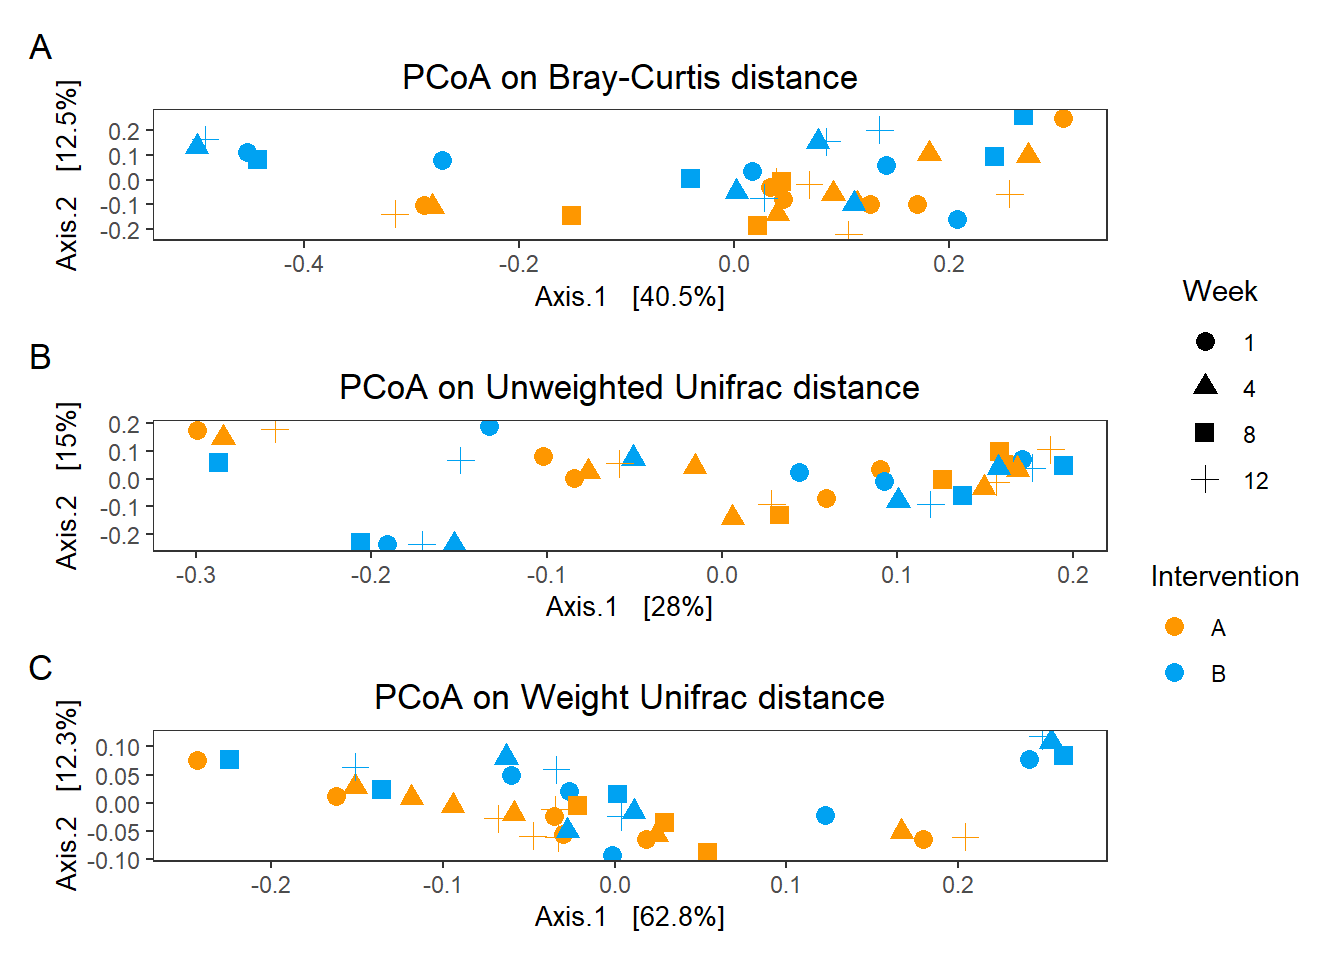 A
PCoA on Bray-Curtis distance
Axis.2 [12.5%]
0.2
0.1
0.0
-0.1
-0.2
-0.4 -0.2 0.0 0.2
Axis.1 [40.5%]
B
PCoA on Unweighted Unifrac distance
Axis.2 [15%]
0.2
0.1
0.0
-0.1
-0.2
-0.3 -0.2 -0.1 0.0 0.1 0.2
Axis.1 [28%]
C
PCoA on Weight Unifrac distance
Axis.2 [12.3%]
0.10
0.05
0.00
-0.05
-0.10
-0.2 -0.1 0.0 0.1 0.2
Axis.1 [62.8%]
Week
1
4
8
12
Intervention
A
B